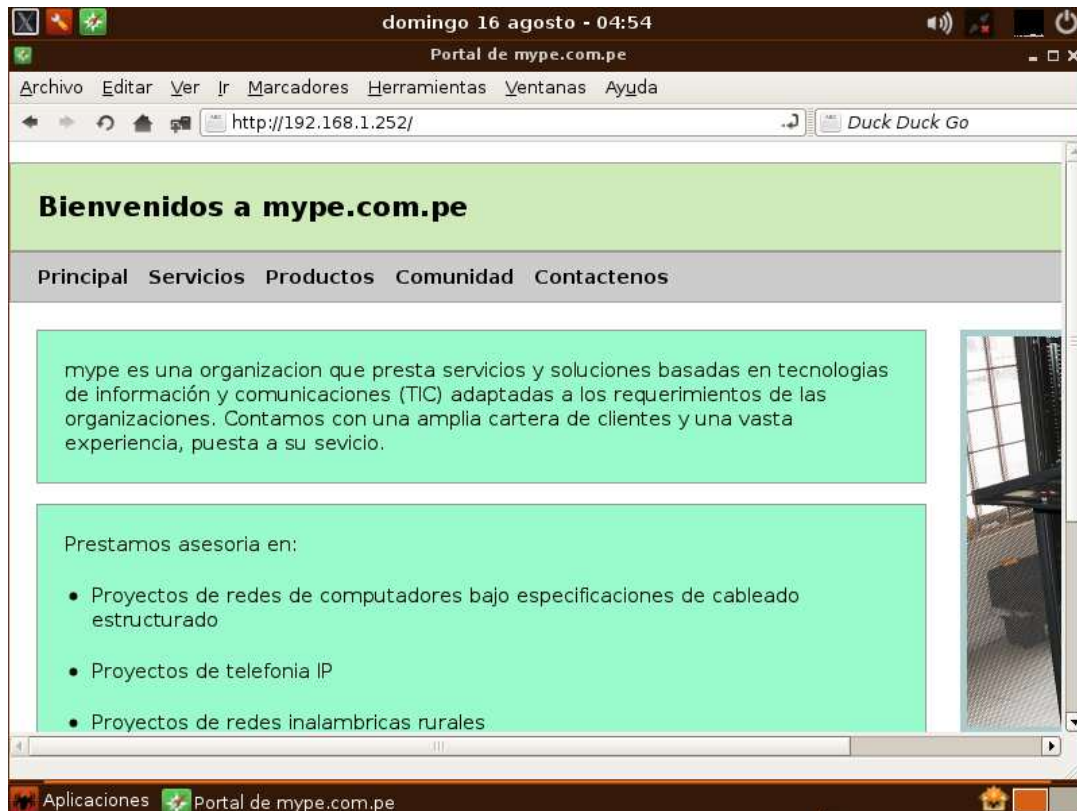 domingo 16 agosto - 04:54
Portal de mype.com.pe
Archivo Editar Ver Ir Marcadores Herramientas Ventanas Ayuda
http://192.168.1.252/ Duck Duck Go
Bienvenidos a mype.com.pe
Principal Servicios Productos Comunidad Contactenos
mype es una organizacion que presta servicios y soluciones basadas en tecnologias
de información y comunicaciones (TIC) adaptadas a los requerimientos de las
organizaciones. Contamos con una amplia cartera de clientes y una vasta
experiencia, puesta a su sevicio.
Prestamos asesoria en:
• Proyectos de redes de computadores bajo especificaciones de cableado
estructurado
• Proyectos de telefonia IP
• Proyectos de redes inalambricas rurales
Aplicaciones Portal de mype.com.pe